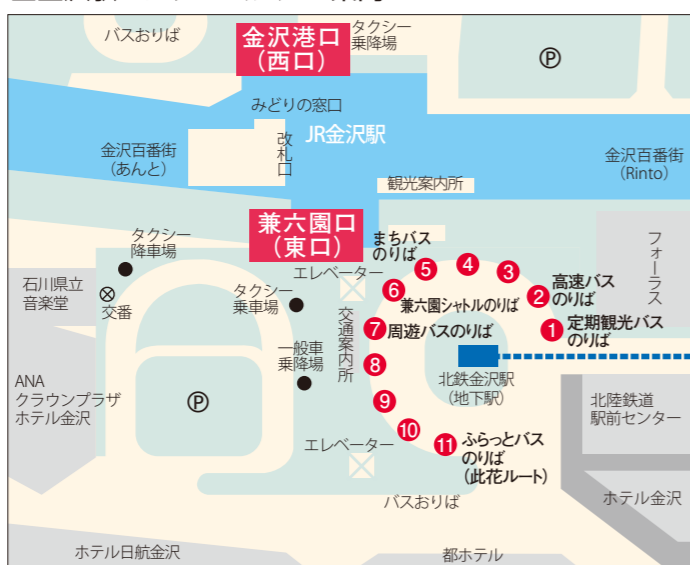 バスおりば
金沢港口
(西口)
タクシー
乗降場
P
みどりの窓口
JR金沢駅
改札口
金沢百番街
(あんと)
金沢百番街
(Rinto)
観光案内所
兼六園口
(東口)
タクシー
降車場
まちバス
のりば
エレベーター
フォーラス
石川県立
音楽堂
交番
タクシー
乗車場
6
5
4
3
2
高速バス
のりば
兼六園シャトルのりば
交通案内所
7
周遊バスのりば
1
定期観光バス
のりば
一般車
乗降場
8
北鉄金沢駅
(地下駅)
ANA
クラウンプラザ
ホテル金沢
P
9
10
北陸鉄道
駅前センター
エレベーター
11
ふらっとバス
のりば
(此花ルート)
バスおりば
ホテル金沢
ホテル日航金沢
都ホテル